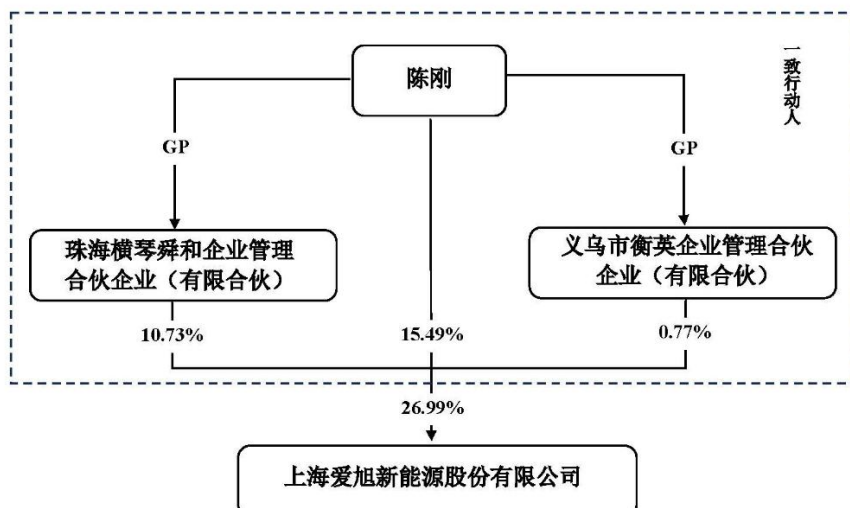 陈刚
一致行动人
GP
GP
珠海横琴舜和企业管理
合伙企业（有限合伙）
义乌市衡英企业管理合伙
企业（有限合伙）
10.73%
15.49%
0.77%
26.99%
上海爱旭新能源股份有限公司